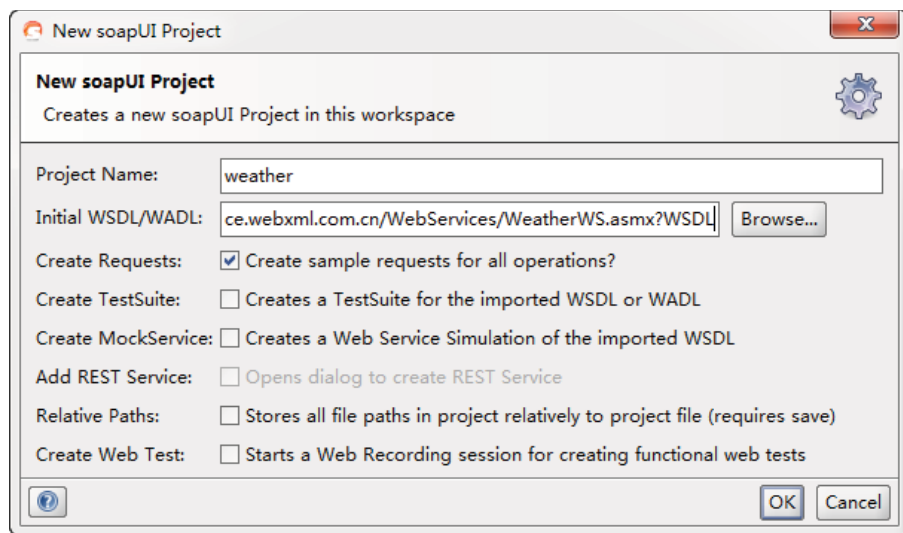 New soapUI Project
New soapUI Project
Creates a new soapUI Project in this workspace
Project Name: weather
Initial WSDL/WADL: ce.webxml.com.cn/WebServices/WeatherWS.asmx?WSDL Browse...
Create Requests: Create sample requests for all operations?
Create TestSuite: Creates a TestSuite for the imported WSDL or WADL
Create MockService: Creates a Web Service Simulation of the imported WSDL
Add REST Service: Opens dialog to create REST Service
Relative Paths: Stores all file paths in project relatively to project file (requires save)
Create Web Test: Starts a Web Recording session for creating functional web tests
OK Cancel